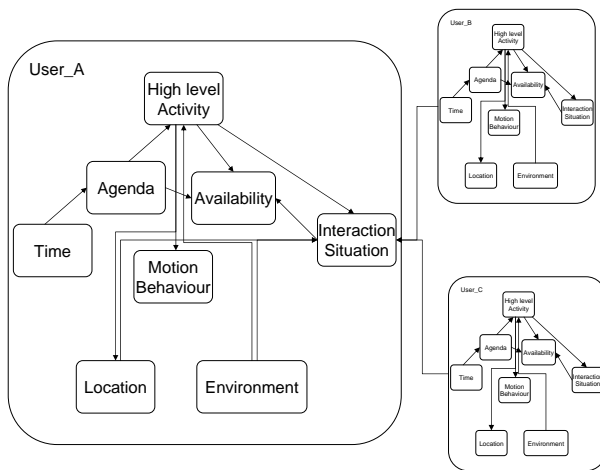 User_A
High level
Activity
Agenda
Availability
Time
Motion
Behaviour
Interaction
Situation
Location
Environment
User_B
High level
Activity
Agenda
Availability
Time
Motion
Behaviour
Interaction
Situation
Location
Environment
User_C
High level
Activity
Agenda
Availability
Time
Motion
Behaviour
Interaction
Situation
Location
Environment